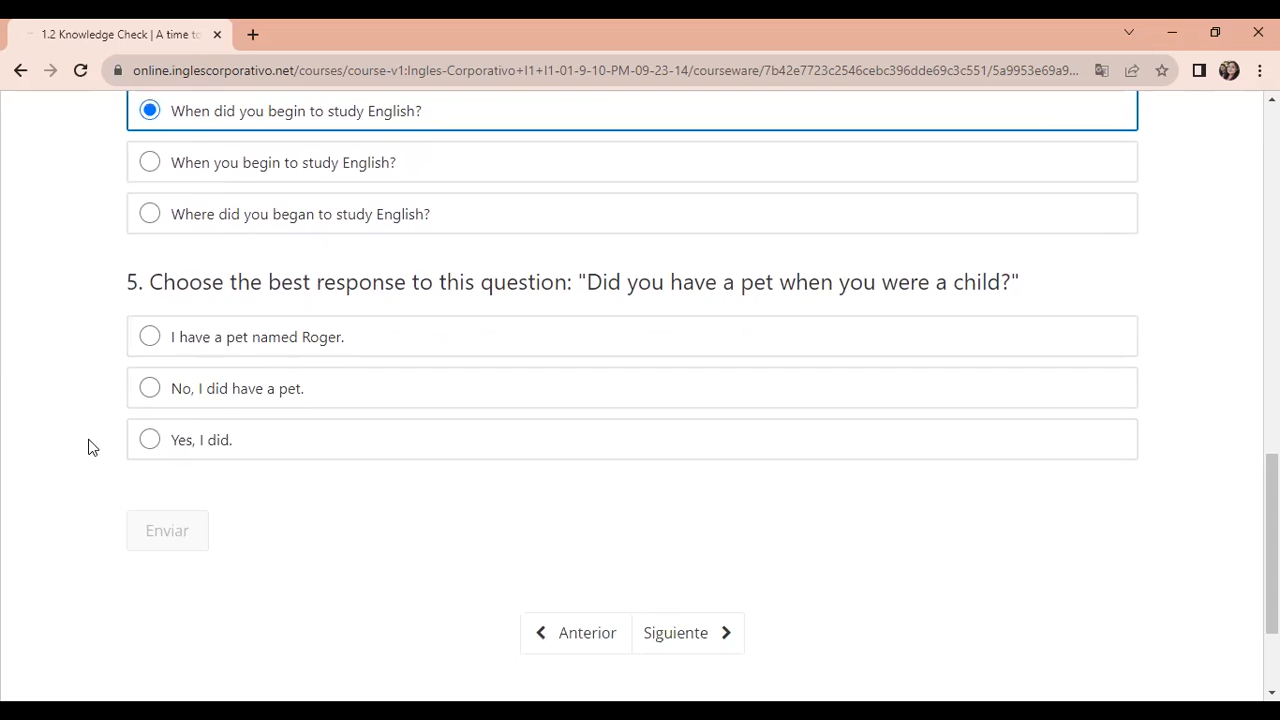 1.2 Knowledge Check | A time to
online.inglescorporativo.net/courses/course-v1:Ingles-Corporativo+I1+I1-01-9-10-PM-09-23-14/courseware/7b42e7723c2546cebc396dde69c3c551/5a9953e69a9...
When did you begin to study English?
When you begin to study English?
Where did you began to study English?
5. Choose the best response to this question: "Did you have a pet when you were a child?"
I have a pet named Roger.
No, I did have a pet.
Yes, I did.
Enviar
Anterior Siguiente